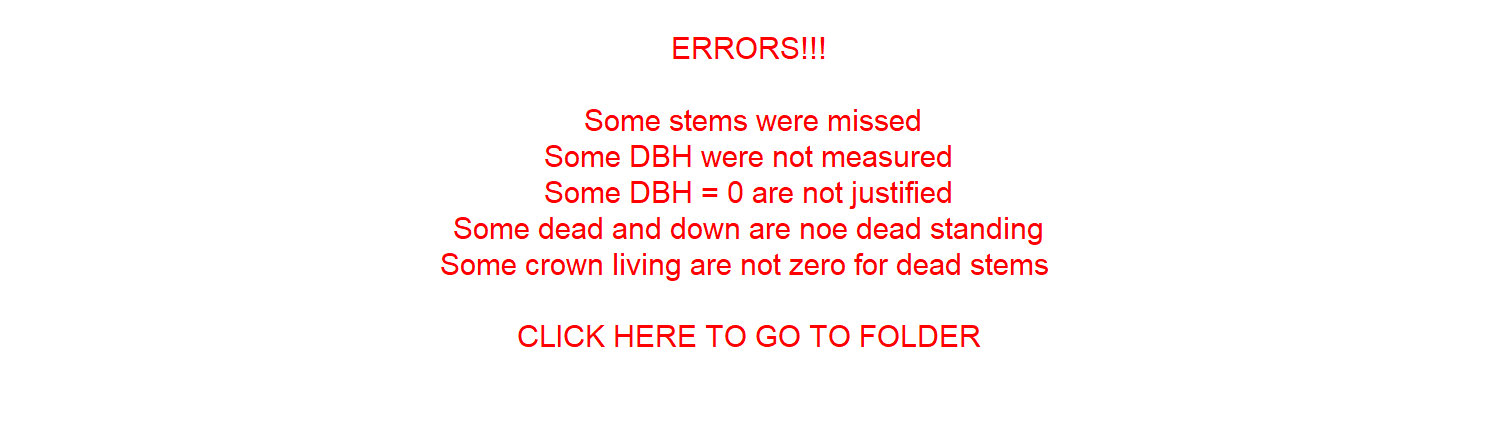 ERRORS!!!
Some stems were missed
Some DBH were not measured
Some DBH = 0 are not justified
Some dead and down are noe dead standing
Some crown living are not zero for dead stems
CLICK HERE TO GO TO FOLDER